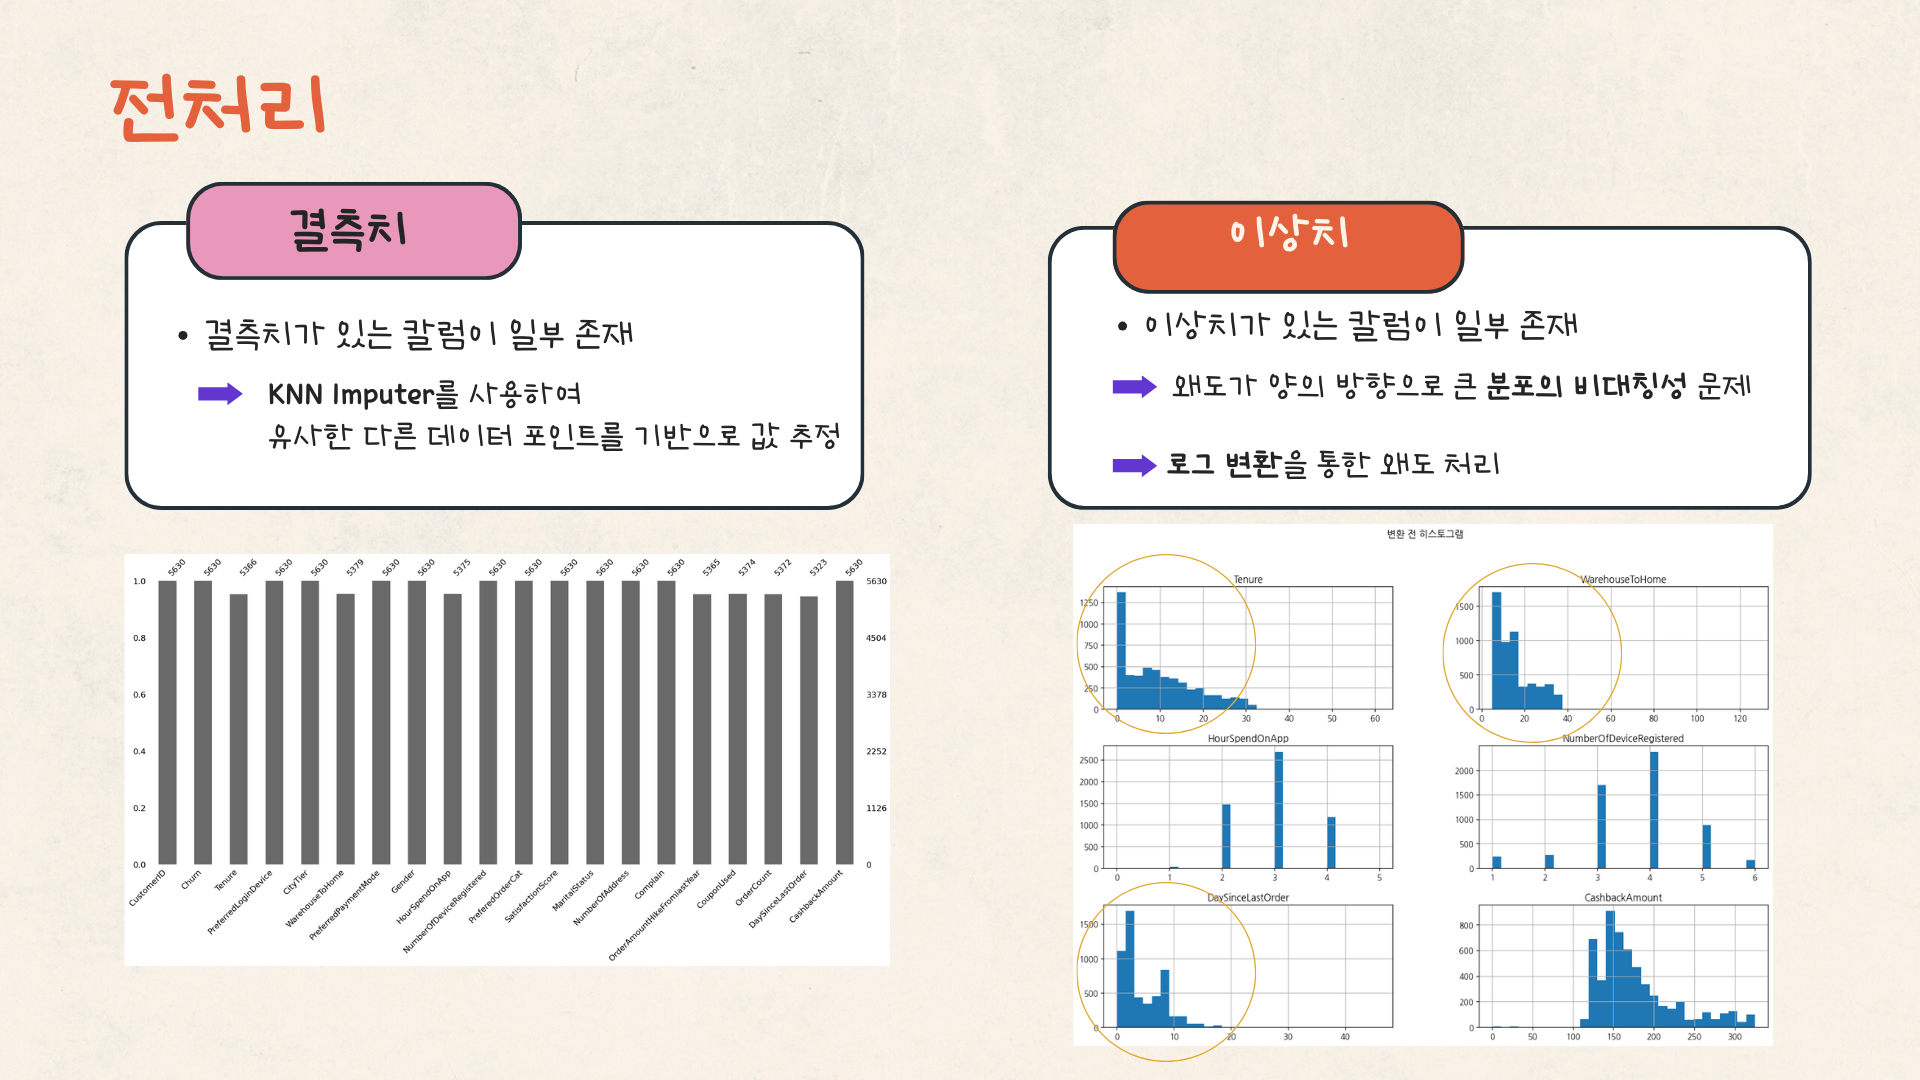 전처리
결측치
• 결측치가 있는 칼럼이 일부 존재
KNN Imputer를 사용하여
유사한 다른 데이터 포인트를 기반으로 값 추정
5630 5630 5366 5630 5630 5379 5630 5630 5375 5630 5630 5630 5630 5630 5630 5365 5374 5372 5323 5630
1.0 5630
0.8 4504
0.6 3378
0.4 2252
0.2 1126
0.0 0
CustomerID Churn Tenure PreferredLoginDevice CityTier WarehouseToHome PreferredPaymentMode Gender HourSpendOnApp NumberOfDeviceRegistered PreferedOrderCat SatisfactionScore MaritalStatus NumberOfAddress Complain OrderAmountHikeFromlastYear CouponUsed OrderCount DaySinceLastOrder CashbackAmount
이상치
• 이상치가 있는 칼럼이 일부 존재
왜도가 양의 방향으로 큰 분포의 비대칭성 문제
로그 변환을 통한 왜도 처리
변환 전 히스토그램
Tenure
1250
1000
750
500
250
0
0 10 20 30 40 50 60
WarehouseToHome
1500
1000
500
0
0 20 40 60 80 100 120
HourSpendOnApp
2500
2000
1500
1000
500
0
0 1 2 3 4 5
NumberOfDeviceRegistered
2000
1500
1000
500
0
1 2 3 4 5 6
DaySinceLastOrder
1500
1000
500
0
0 10 20 30 40
CashbackAmount
800
600
400
200
0
0 50 100 150 200 250 300